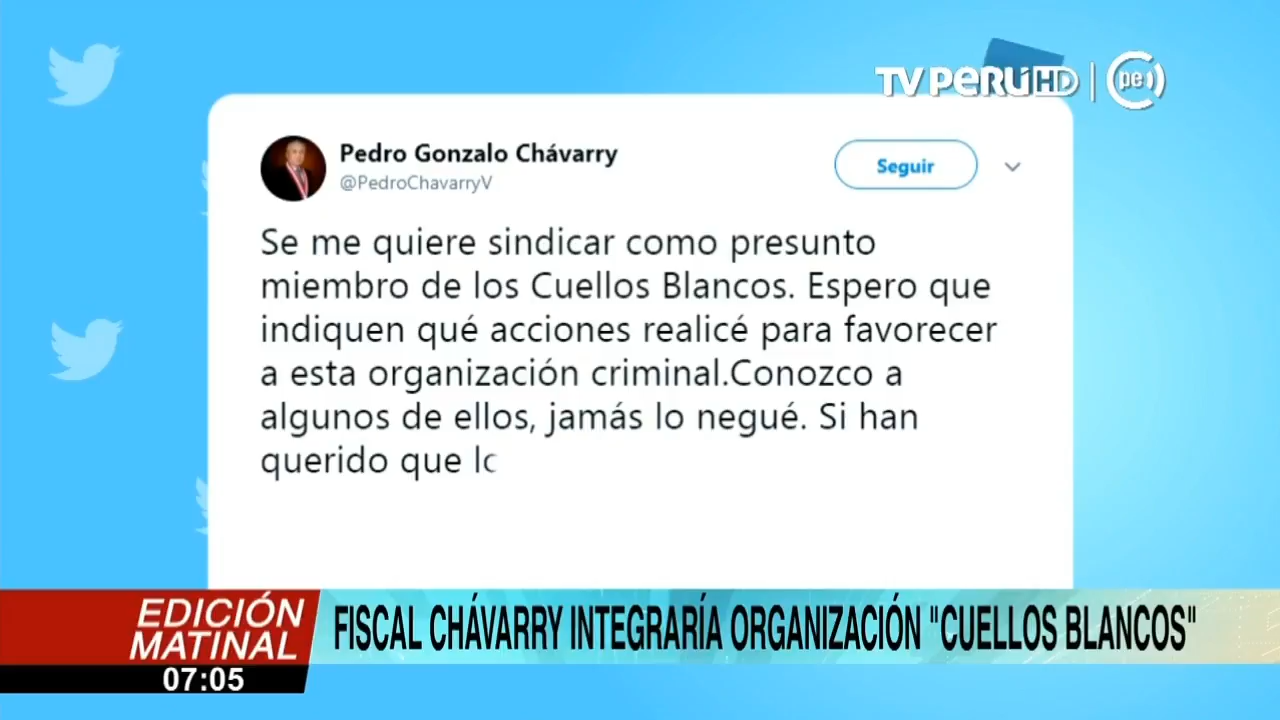 TV PERÚ HD | pe
Pedro Gonzalo Chávarry
@PedroChavarryV
Seguir
Se me quiere sindicar como presunto
miembro de los Cuellos Blancos. Espero que
indiquen qué acciones realicé para favorecer
a esta organización criminal.Conozco a
algunos de ellos, jamás lo negué. Si han
querido que lo
EDICIÓN
MATINAL
07:05
FISCAL CHÁVARRY INTEGRARÍA ORGANIZACIÓN "CUELLOS BLANCOS"